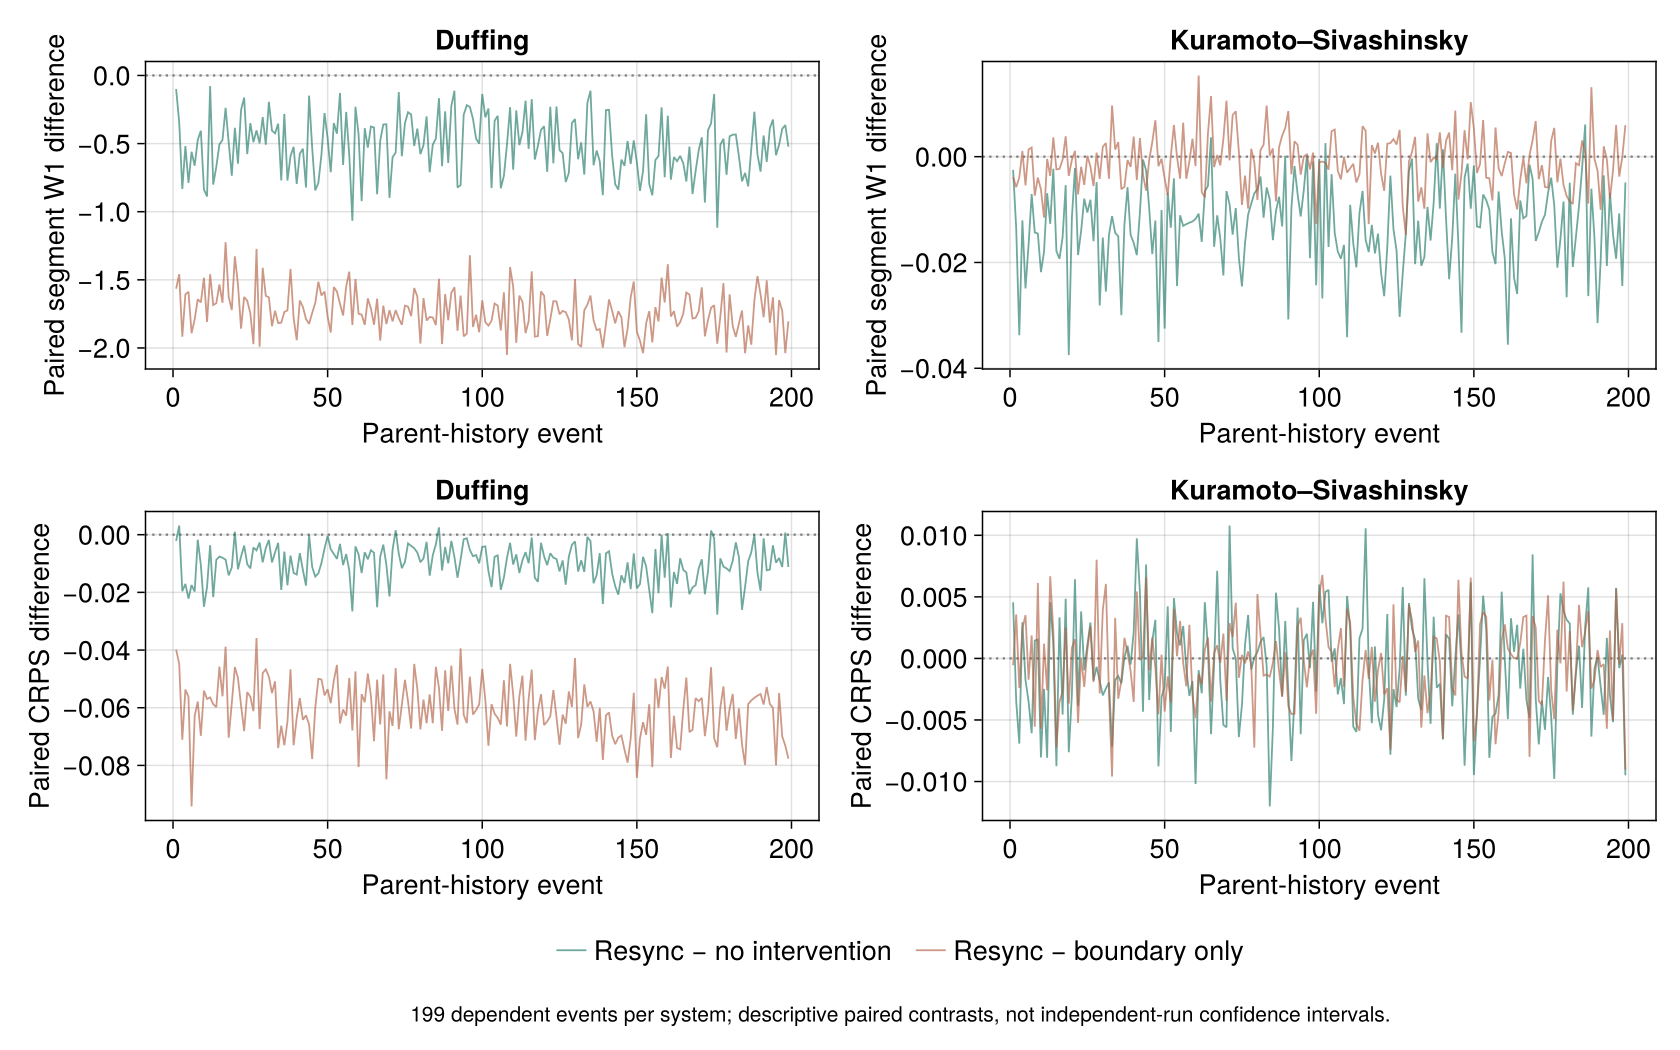 Duffing
Paired segment W1 difference
0.0
−0.5
−1.0
−1.5
−2.0
0 50 100 150 200
Parent-history event
Kuramoto–Sivashinsky
Paired segment W1 difference
0.00
−0.02
−0.04
0 50 100 150 200
Parent-history event
Duffing
Paired CRPS difference
0.00
−0.02
−0.04
−0.06
−0.08
0 50 100 150 200
Parent-history event
Kuramoto–Sivashinsky
Paired CRPS difference
0.010
0.005
0.000
−0.005
−0.010
0 50 100 150 200
Parent-history event
Resync − no intervention Resync − boundary only
199 dependent events per system; descriptive paired contrasts, not independent-run confidence intervals.